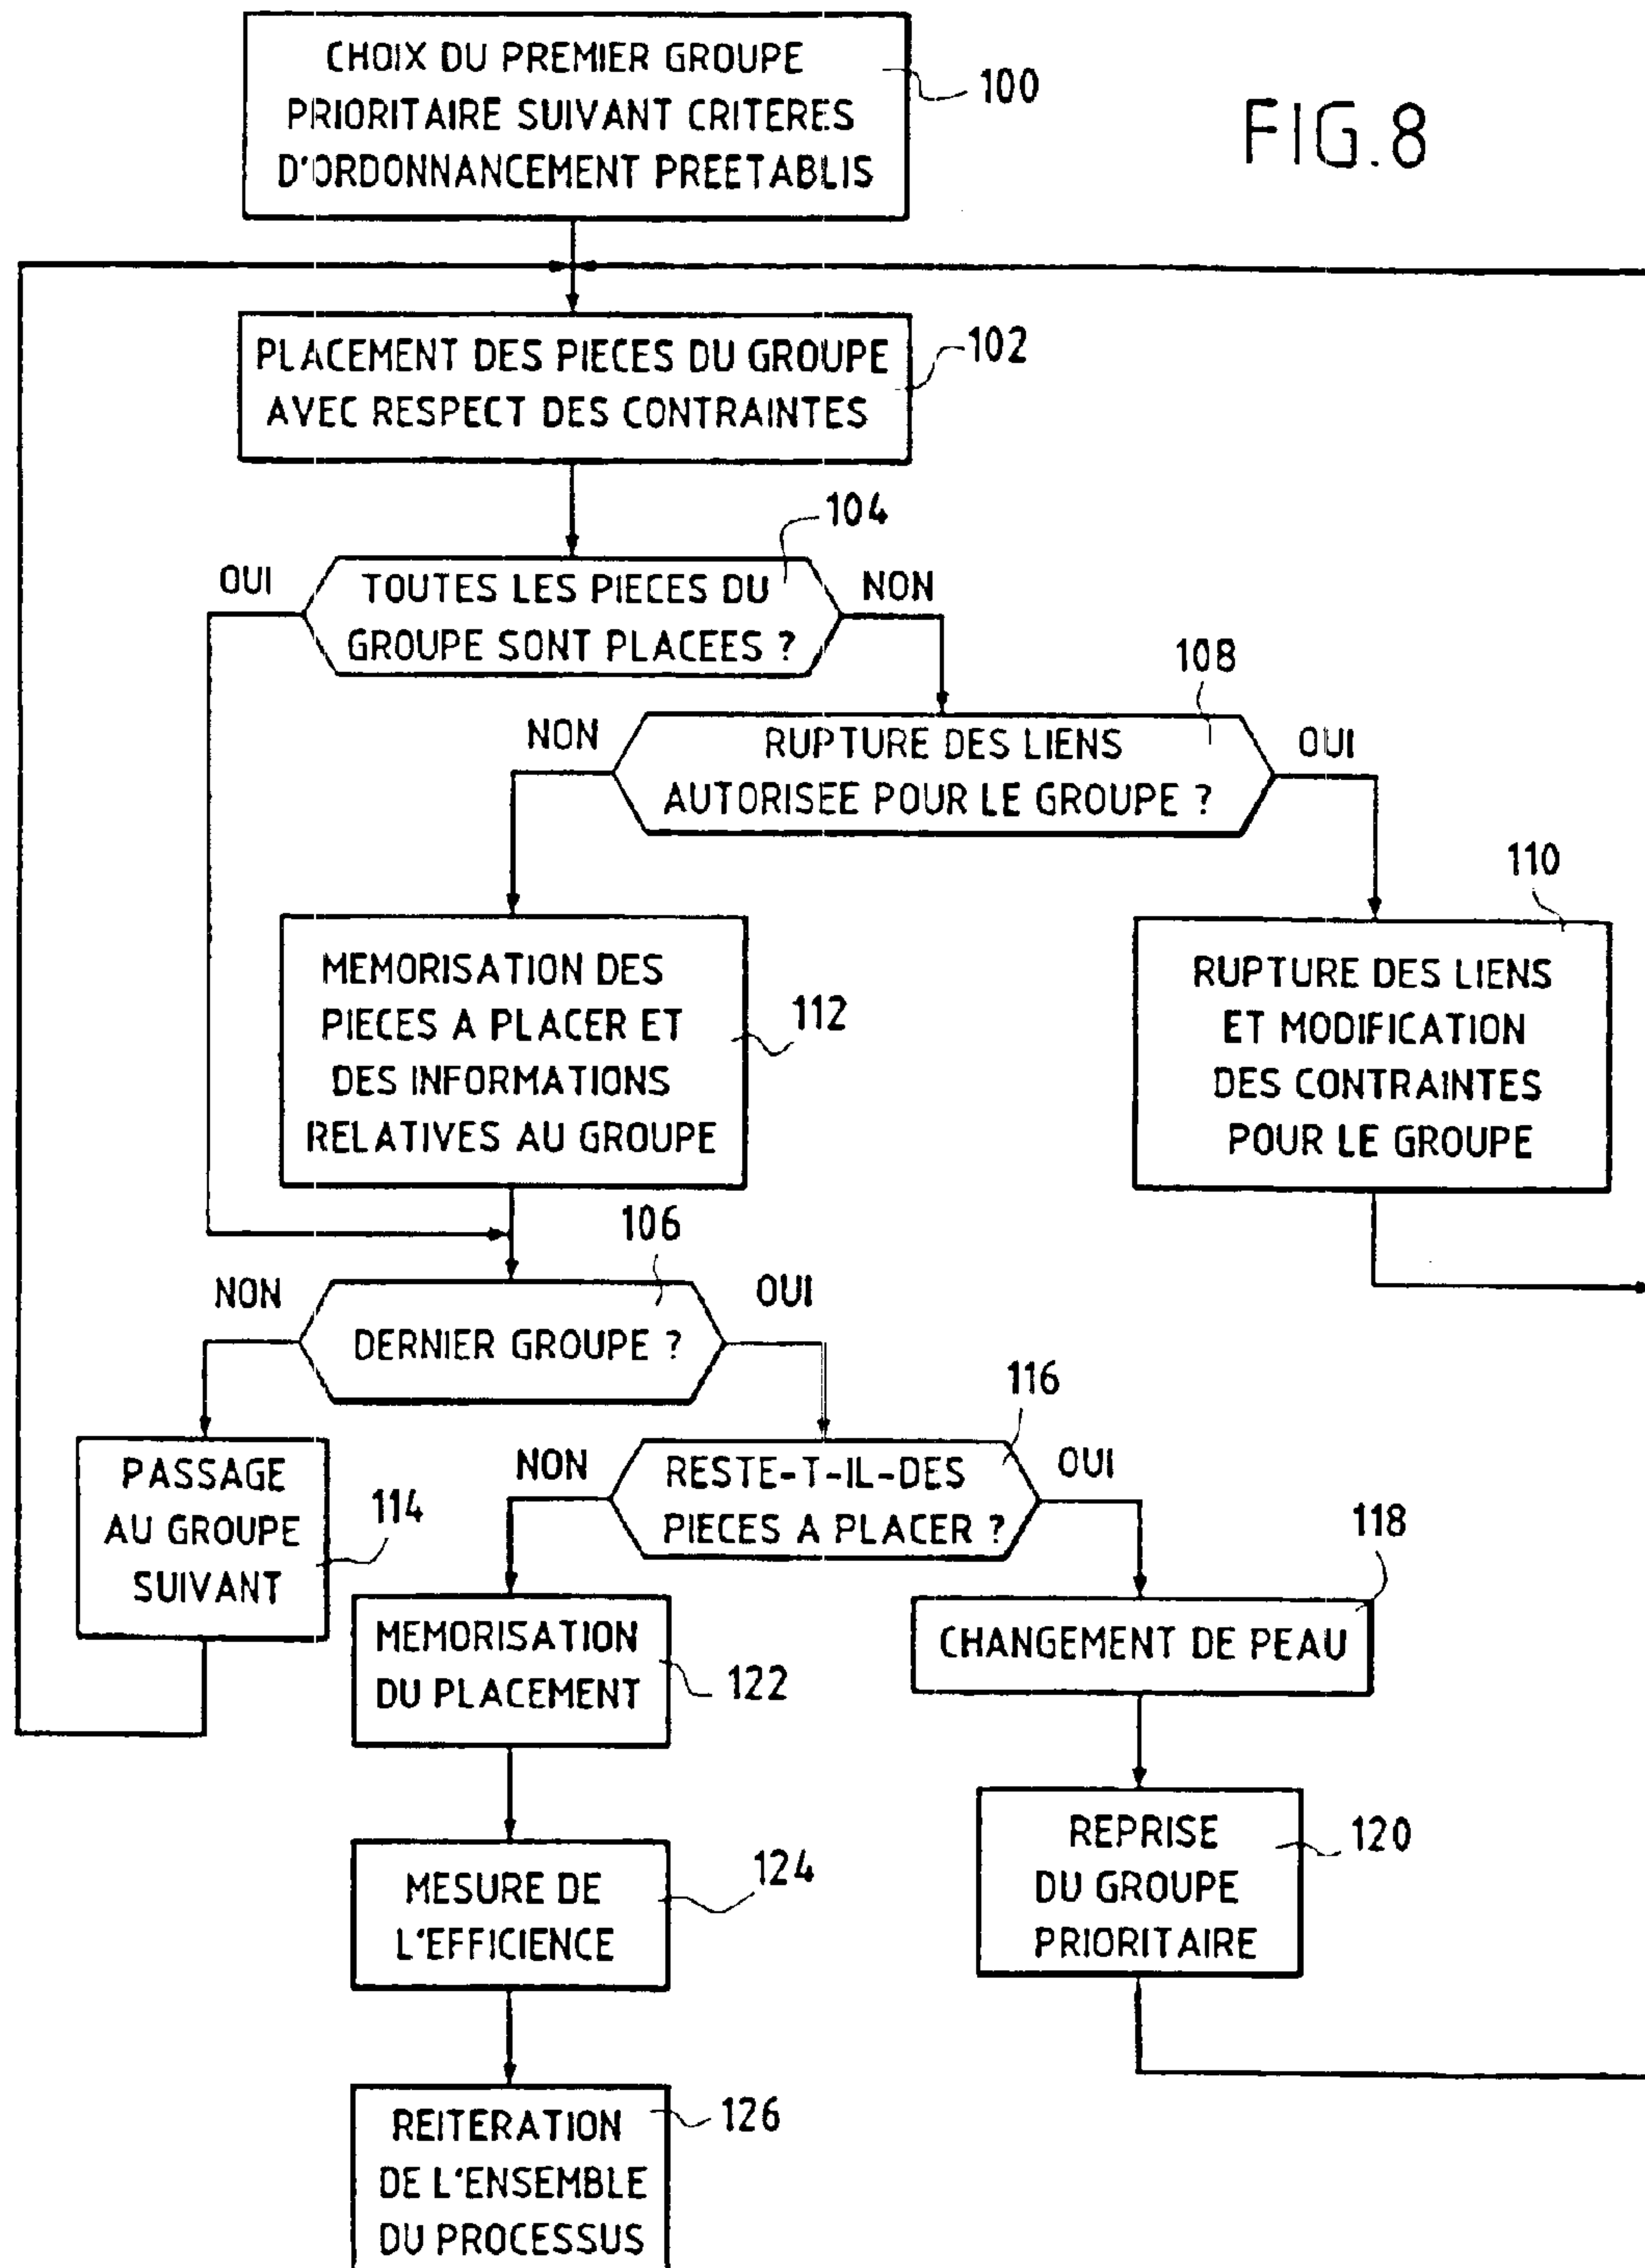 CHOIX DU PREMIER GROUPE
PRIORITAIRE SUIVANT CRITERES
D'ORDONNANCEMENT PREETABLIS
100
FIG.8
PLACEMENT DES PIECES DU GROUPE
AVEC RESPECT DES CONTRAINTES
102
104
OUI
TOUTES LES PIECES DU
GROUPE SONT PLACEES ?
NON
108
NON
RUPTURE DES LIENS
AUTORISEE POUR LE GROUPE ?
OUI
110
MEMORISATION DES
PIECES A PLACER ET
DES INFORMATIONS
RELATIVES AU GROUPE
112
RUPTURE DES LIENS
ET MODIFICATION
DES CONTRAINTES
POUR LE GROUPE
106
NON
DERNIER GROUPE ?
OUI
116
PASSAGE
AU GROUPE
SUIVANT
114
NON
RESTE-T-IL-DES
PIECES A PLACER ?
OUI
118
MEMORISATION
DU PLACEMENT
122
CHANGEMENT DE PEAU
MESURE DE
L'EFFICIENCE
124
REPRISE
DU GROUPE
PRIORITAIRE
120
REITERATION
DE L'ENSEMBLE
DU PROCESSUS
126